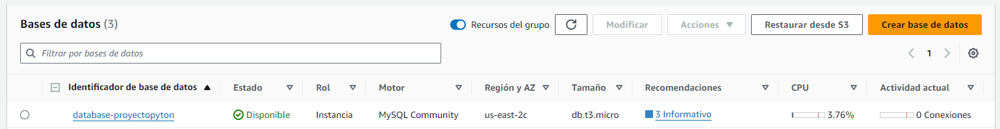 Bases de datos (3)
Recursos del grupo Modificar Acciones Restaurar desde S3 Crear base de datos
Filtrar por bases de datos
1
Identificador de base de datos Estado Rol Motor Región y AZ Tamaño Recomendaciones CPU Actividad actual
database-proyectopyton Disponible Instancia MySQL Community us-east-2c db.t3.micro 3 Informativo 3.76% 0 Conexiones